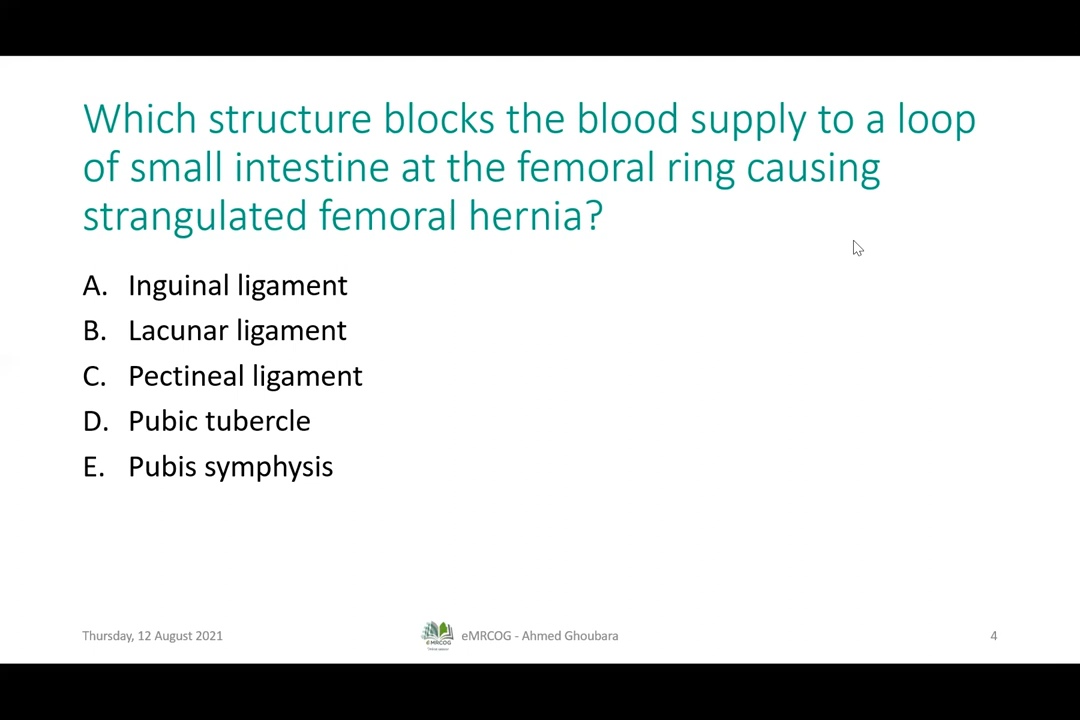 Which structure blocks the blood supply to a loop
of small intestine at the femoral ring causing
strangulated femoral hernia?
A. Inguinal ligament
B. Lacunar ligament
C. Pectineal ligament
D. Pubic tubercle
E. Pubis symphysis
Thursday, 12 August 2021
eMRCOG
eMRCOG - Ahmed Ghoubara
4